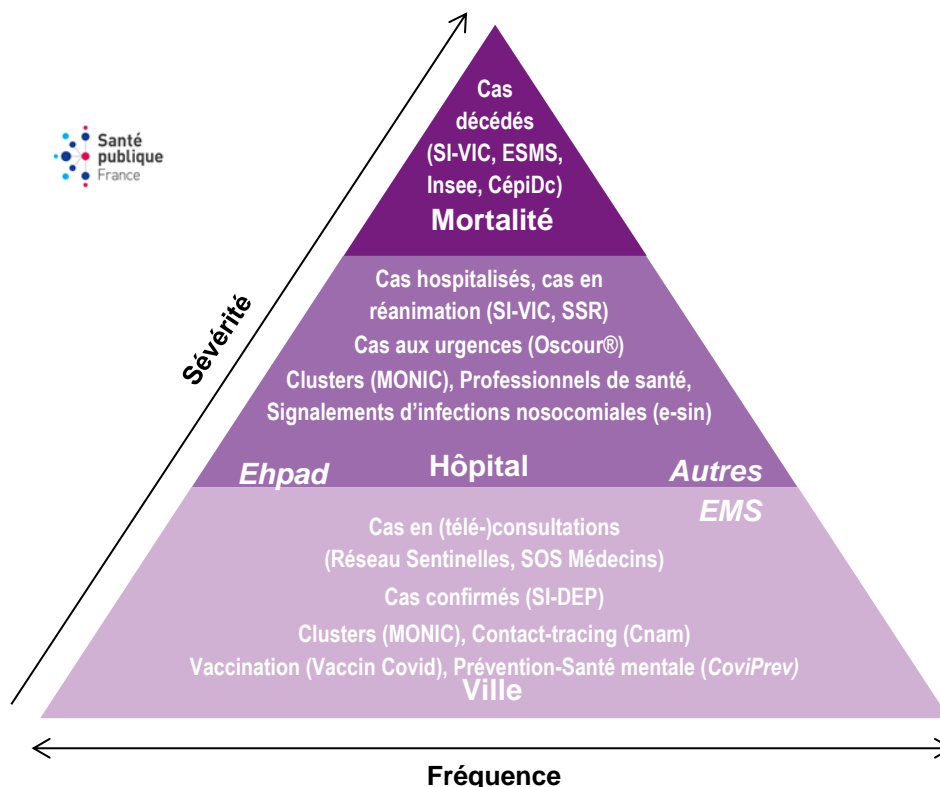 Santé
publique
France
Sévérité
Cas
décédés
(SI-VIC, ESMS,
Insee, CépiDc)
Mortalité
Cas hospitalisés, cas en
réanimation (SI-VIC, SSR)
Cas aux urgences (Oscour®)
Clusters (MONIC), Professionnels de santé,
Signalements d’infections nosocomiales (e-sin)
Ehpad
Hôpital
Autres
EMS
Cas en (télé-)consultations
(Réseau Sentinelles, SOS Médecins)
Cas confirmés (SI-DEP)
Clusters (MONIC), Contact-tracing (Cnam)
Vaccination (Vaccin Covid), Prévention-Santé mentale (CoviPrev)
Ville
Fréquence